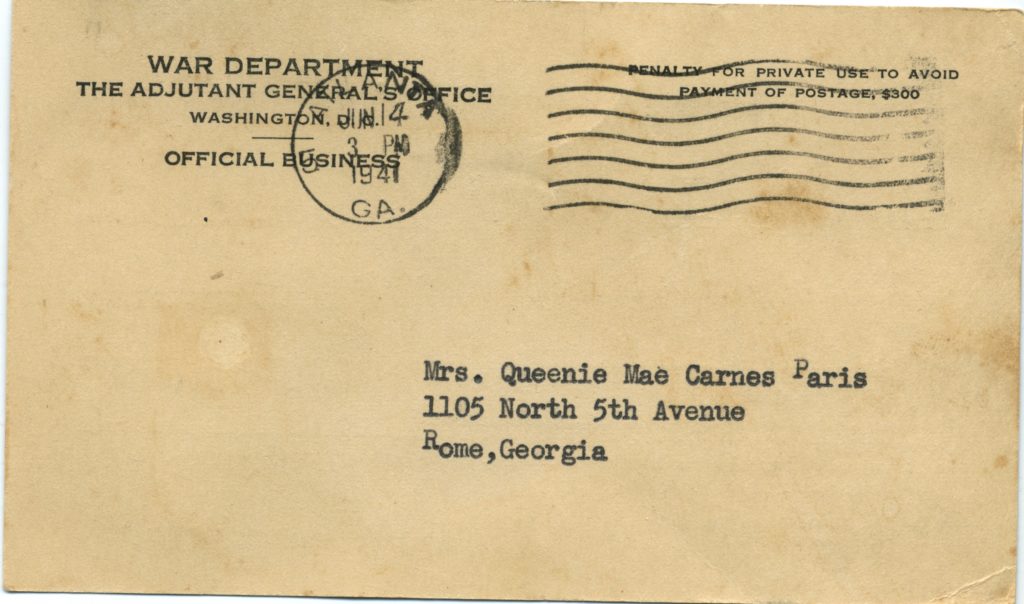 WAR DEPARTMENT
THE ADJUTANT GENERAL'S OFFICE
WASHINGTON, D.C.
OFFICIAL BUSINESS
SAVANNAH
JUN 14
3 PM
1941
GA.
PENALTY FOR PRIVATE USE TO AVOID
PAYMENT OF POSTAGE, $300
Mrs. Queenie Mae Carnes Paris
1105 North 5th Avenue
Rome,Georgia